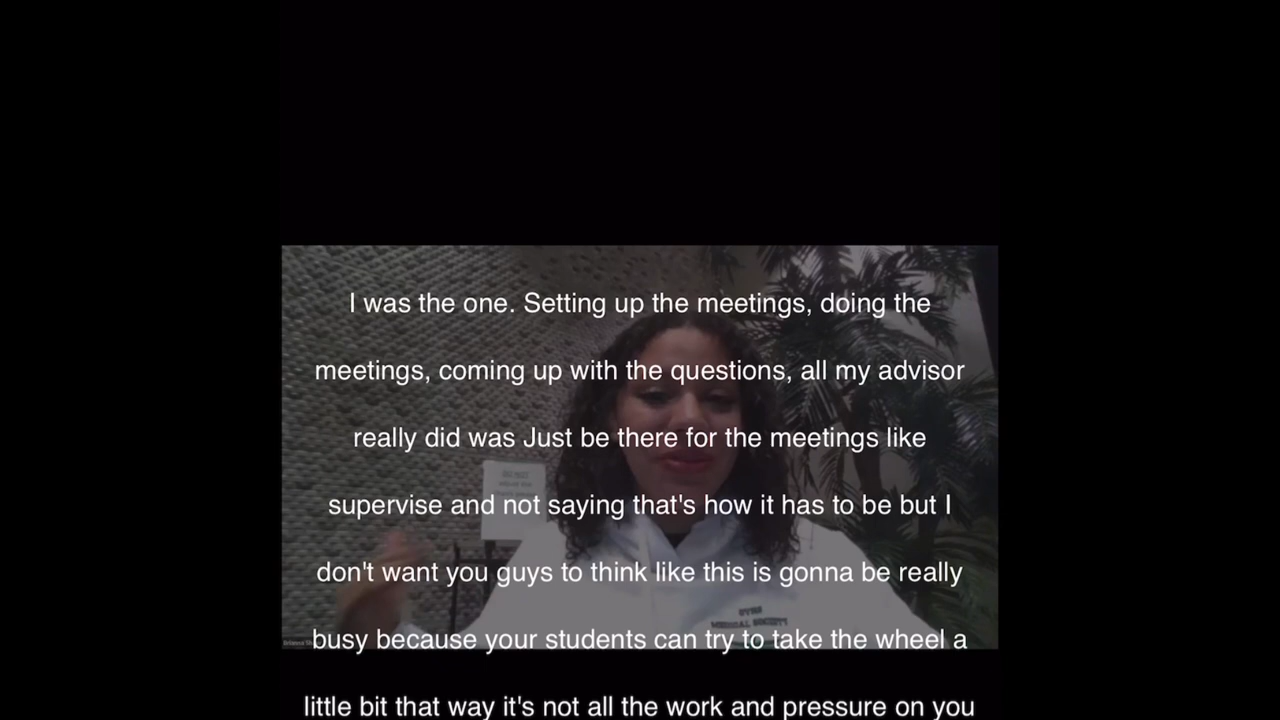 I was the one. Setting up the meetings, doing the
meetings, coming up with the questions, all my advisor
really did was Just be there for the meetings like
supervise and not saying that's how it has to be but I
don't want you guys to think like this is gonna be really
busy because your students can try to take the wheel a
little bit that way it's not all the work and pressure on you
MEDICAL SOCIETY